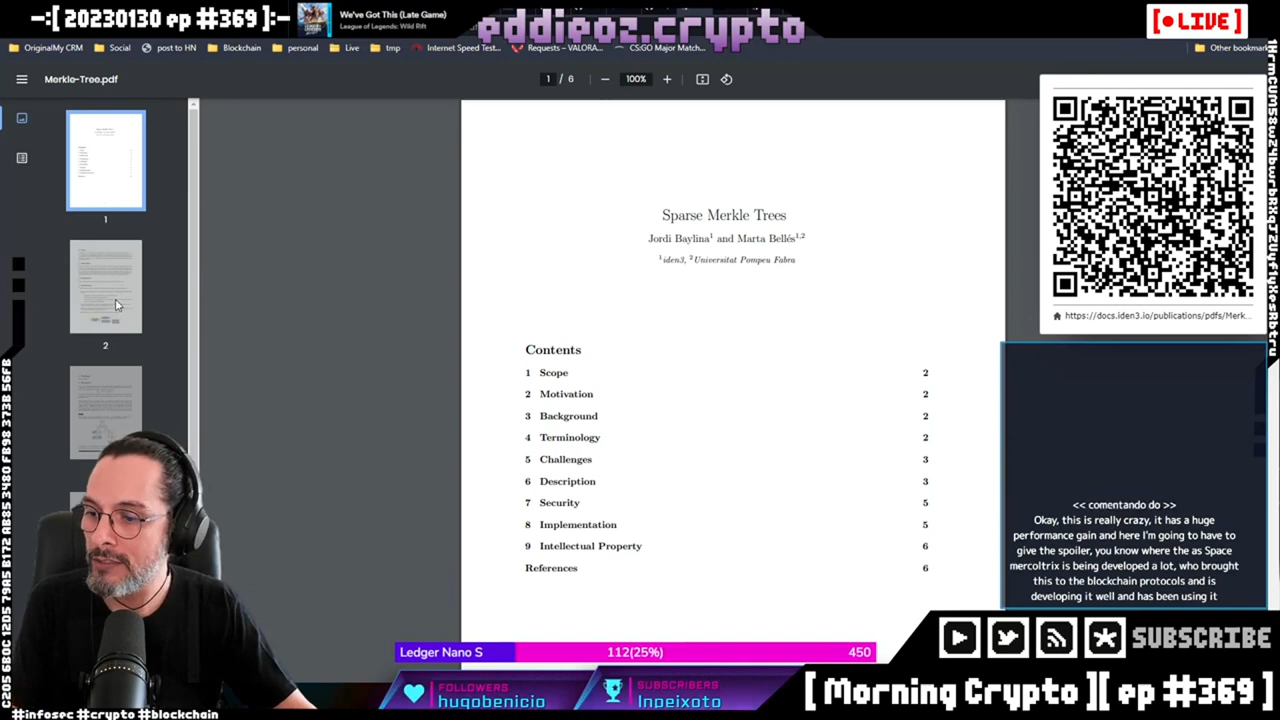 -:[ 20230130 ep #369 ]:-
We've Got This (Late Game)
League of Legends: Wild Rift
eddieoz.crypto
[● LIVE]
OriginalMy CRM
Social
post to HN
Blockchain
personal
Live
tmp
Internet Speed Test...
Requests – VALORA...
CS:GO Major Match...
Other bookmark
Merkle-Tree.pdf
1 / 6
100%
1
2
Sparse Merkle Trees
Jordi Baylina1 and Marta Bellés1,2
1iden3, 2Universitat Pompeu Fabra
Contents
1 Scope 2
2 Motivation 2
3 Background 2
4 Terminology 2
5 Challenges 3
6 Description 3
7 Security 5
8 Implementation 5
9 Intellectual Property 6
References 6
https://docs.iden3.io/publications/pdfs/Merk...
<< comentando do >>
Okay, this is really crazy, it has a huge
performance gain and here I'm going to have to
give the spoiler, you know where the as Space
mercoltrix is being developed a lot, who brought
this to the blockchain protocols and is
developing it well and has been using it
Ledger Nano S
112(25%)
450
FOLLOWERS
hugobenicio
SUBSCRIBERS
lnpeixoto
SUBSCRIBE
[ Morning Crypto ][ ep #369 ]
#infosec #crypto #blockchain